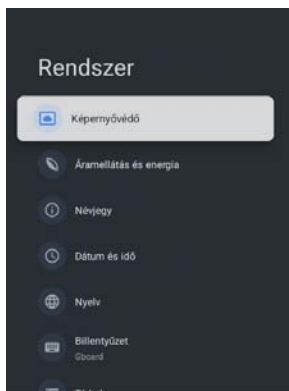 Rendszer
Képernyővédő
Áramellátás és energia
Névjegy
Dátum és idő
Nyelv
Billentyűzet
Gboard